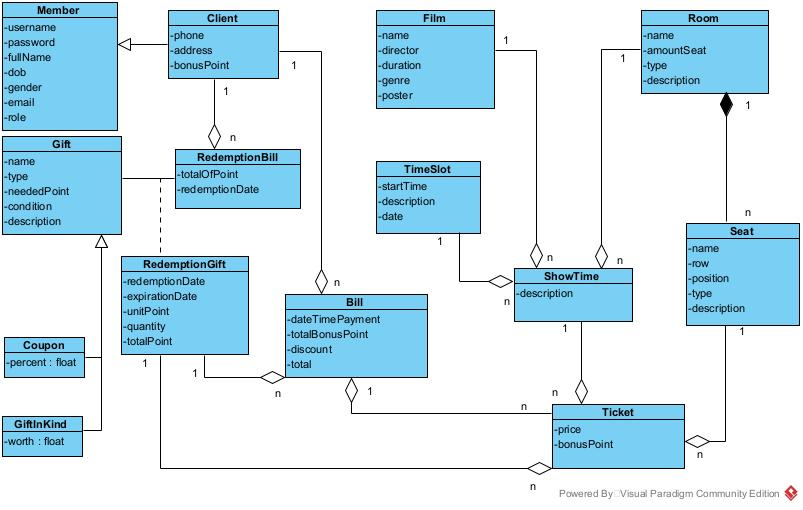 Member
-username
-password
-fullName
-dob
-gender
-email
-role
Client
-phone
-address
-bonusPoint
Film
-name
-director
-duration
-genre
-poster
Room
-name
-amountSeat
-type
-description
1
1
1
1
1
n
Gift
-name
-type
-neededPoint
-condition
-description
RedemptionBill
-totalOfPoint
-redemptionDate
TimeSlot
-startTime
-description
-date
1
n
Seat
-name
-row
-position
-type
-description
1
RedemptionGift
-redemptionDate
-expirationDate
-unitPoint
-quantity
-totalPoint
1
1
n
Bill
-dateTimePayment
-totalBonusPoint
-discount
-total
n
1
n
n
n
n
ShowTime
-description
1
n
Coupon
-percent : float
GiftInKind
-worth : float
Ticket
-price
-bonusPoint
n
n
Powered By Visual Paradigm Community Edition